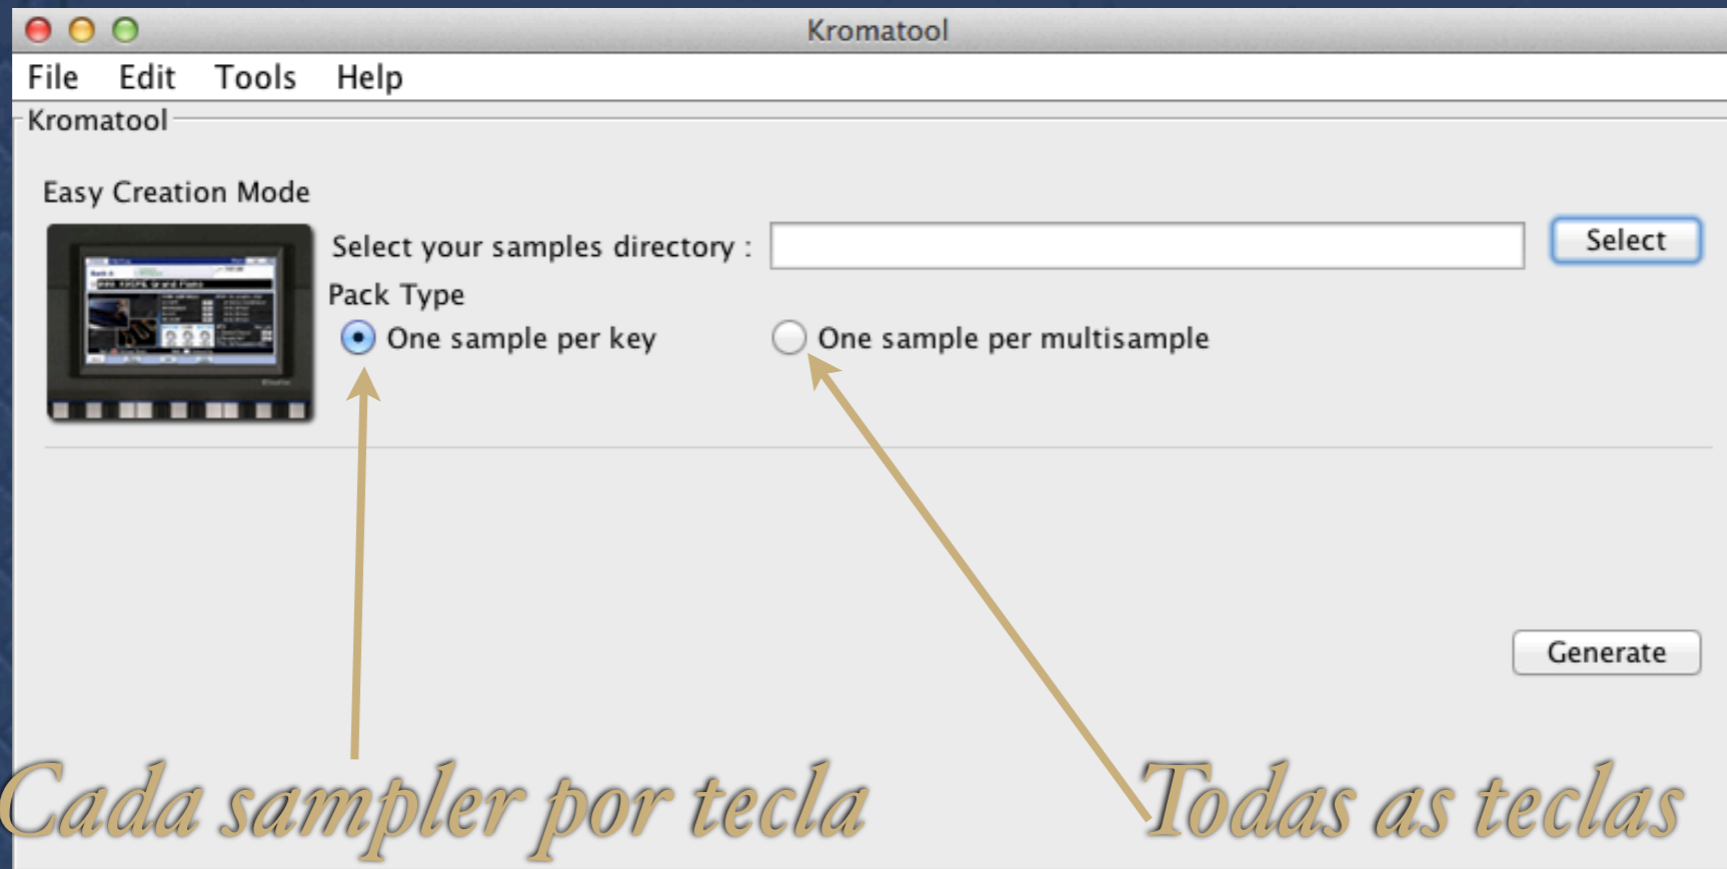 Kromatool
File Edit Tools Help
Kromatool
Easy Creation Mode
Select your samples directory : Select
Pack Type
One sample per key One sample per multisample
Generate
Cada sampler por tecla Todas as teclas